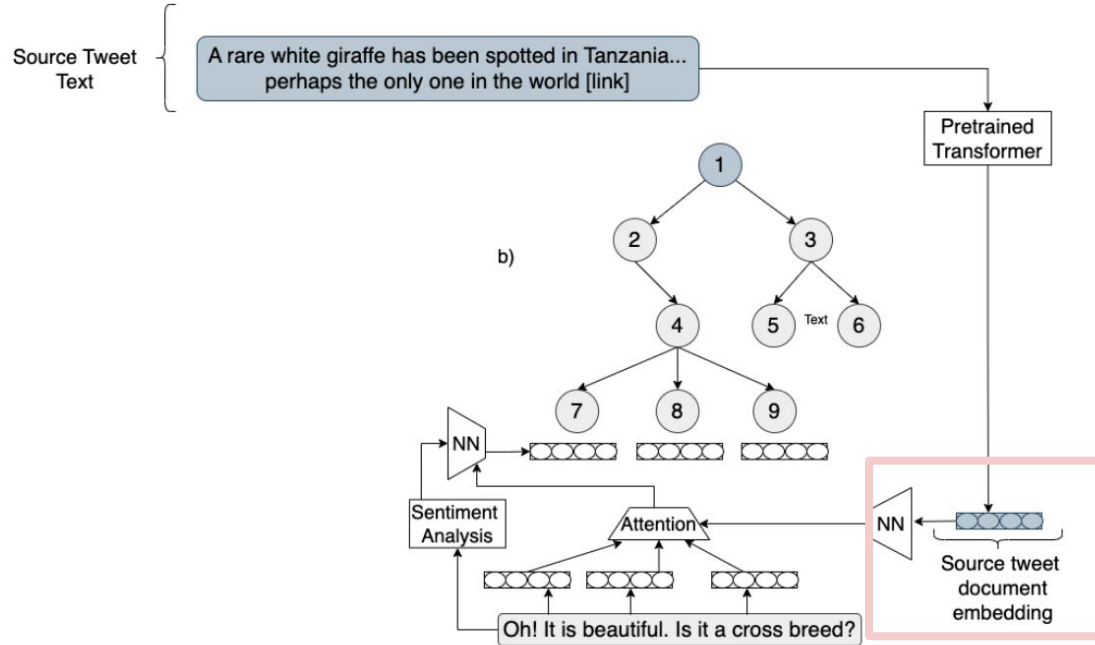 Source Tweet
Text
A rare white giraffe has been spotted in Tanzania...
perhaps the only one in the world [link]
Pretrained
Transformer
1
2
3
b)
4
5
Text
6
7
8
9
NN
Sentiment
Analysis
Attention
NN
Source tweet
document
embedding
Oh! It is beautiful. Is it a cross breed?